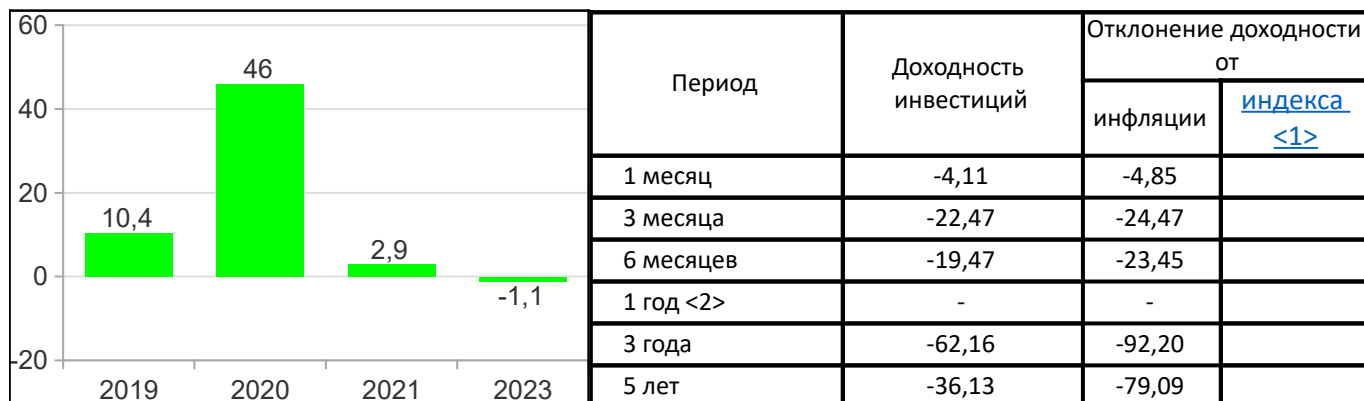 60
40
20
0
-20
10,4
46
2,9
-1,1
2019 2020 2021 2023
Период
Доходность
инвестиций
Отклонение доходности
от
инфляции
индекса
<1>
1 месяц -4,11 -4,85
3 месяца -22,47 -24,47
6 месяцев -19,47 -23,45
1 год <2> - -
3 года -62,16 -92,20
5 лет -36,13 -79,09